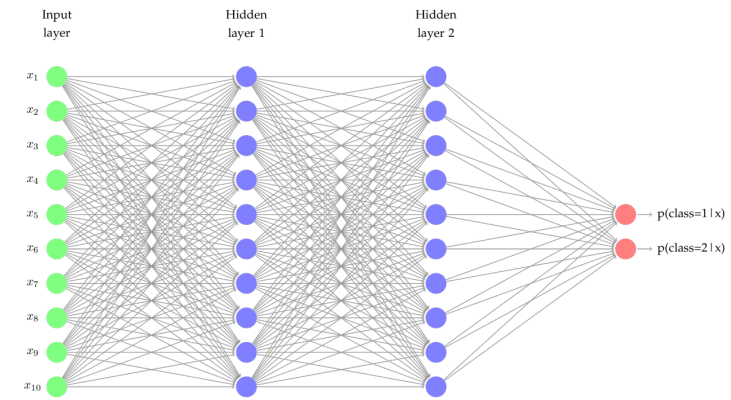 Input
layer
Hidden
layer 1
Hidden
layer 2
x1
x2
x3
x4
x5
x6
x7
x8
x9
x10
p(class=1|x)
p(class=2|x)